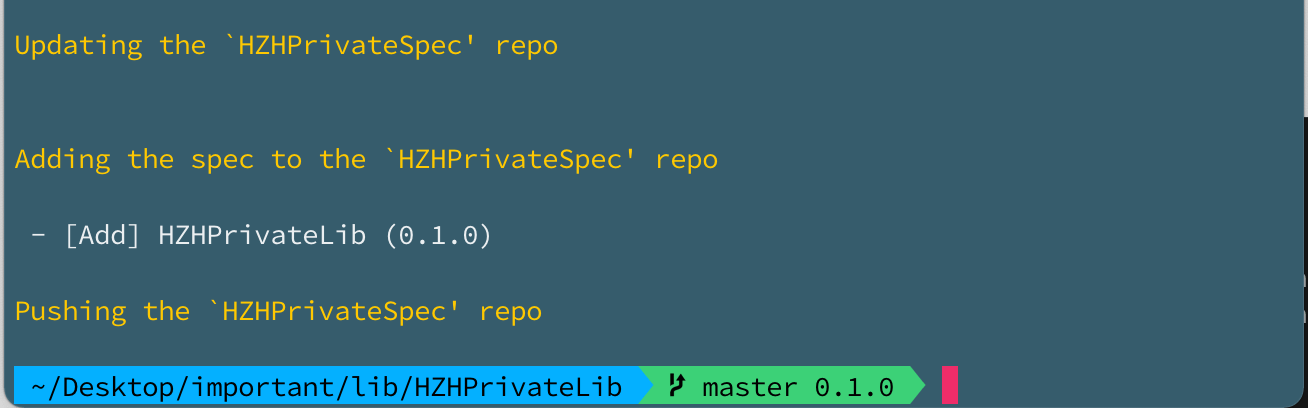 Updating the `HZHPrivateSpec' repo
Adding the spec to the `HZHPrivateSpec' repo
- [Add] HZHPrivateLib (0.1.0)
Pushing the `HZHPrivateSpec' repo
~/Desktop/important/lib/HZHPrivateLib master 0.1.0